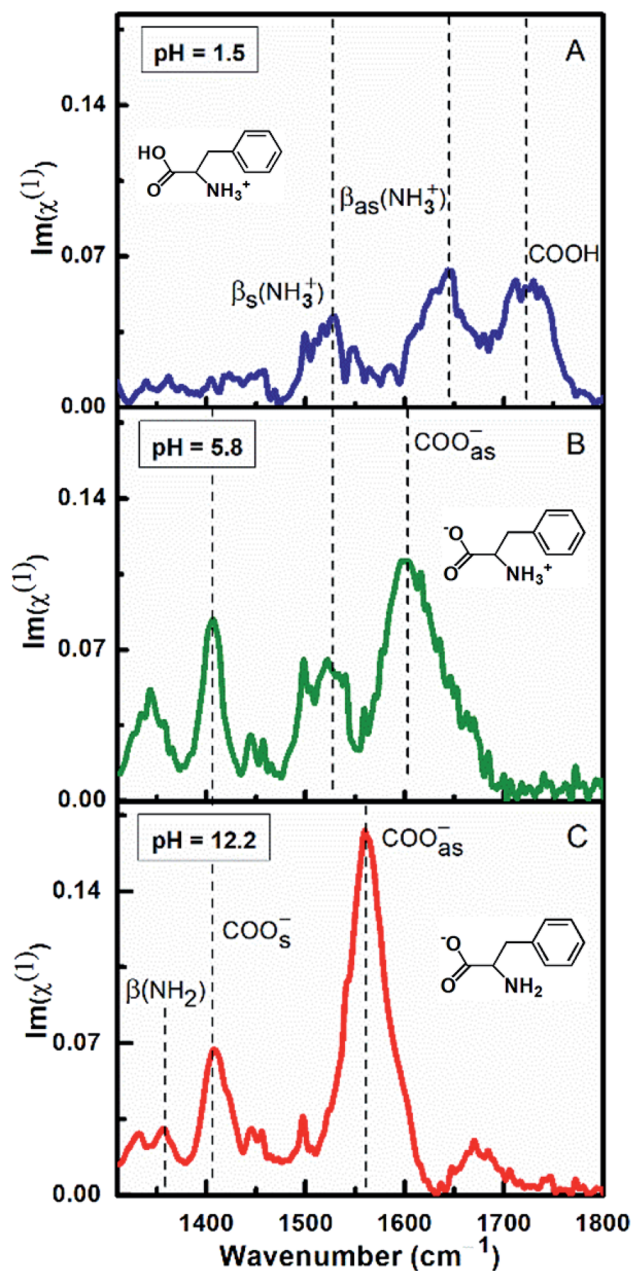 pH = 1.5
A
0.14
HO
O
NH₃⁺
βas(NH₃⁺)
Im(χ⁽¹⁾)
0.07
COOH
βs(NH₃⁺)
0.00
COO⁻as
pH = 5.8
B
0.14
⁻O
O
NH₃⁺
Im(χ⁽¹⁾)
0.07
0.00
pH = 12.2
COO⁻as
C
0.14
COO⁻s
⁻O
O
NH₂
β(NH₂)
Im(χ⁽¹⁾)
0.07
0.00
1400 1500 1600 1700 1800
Wavenumber (cm⁻¹)